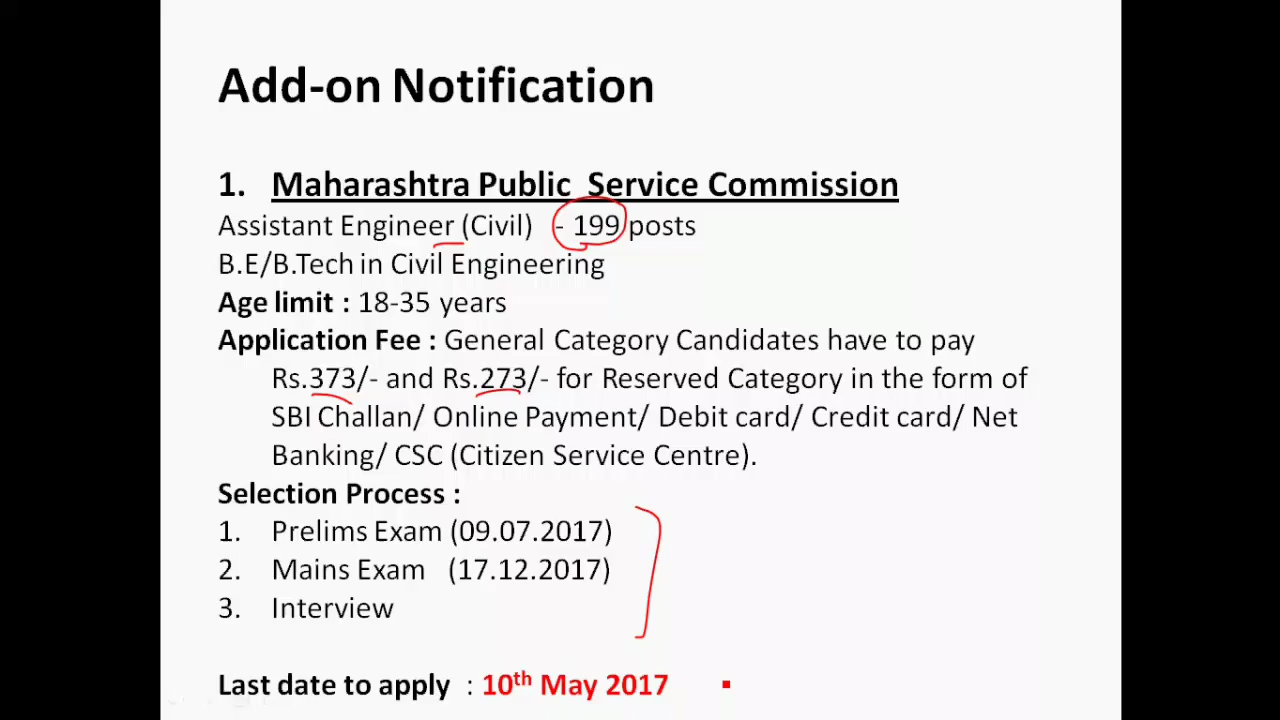 Add-on Notification
1. Maharashtra Public Service Commission
Assistant Engineer (Civil) - 199 posts
B.E/B.Tech in Civil Engineering
Age limit : 18-35 years
Application Fee : General Category Candidates have to pay
Rs.373/- and Rs.273/- for Reserved Category in the form of
SBI Challan/ Online Payment/ Debit card/ Credit card/ Net
Banking/ CSC (Citizen Service Centre).
Selection Process :
1. Prelims Exam (09.07.2017)
2. Mains Exam (17.12.2017)
3. Interview
Last date to apply : 10th May 2017